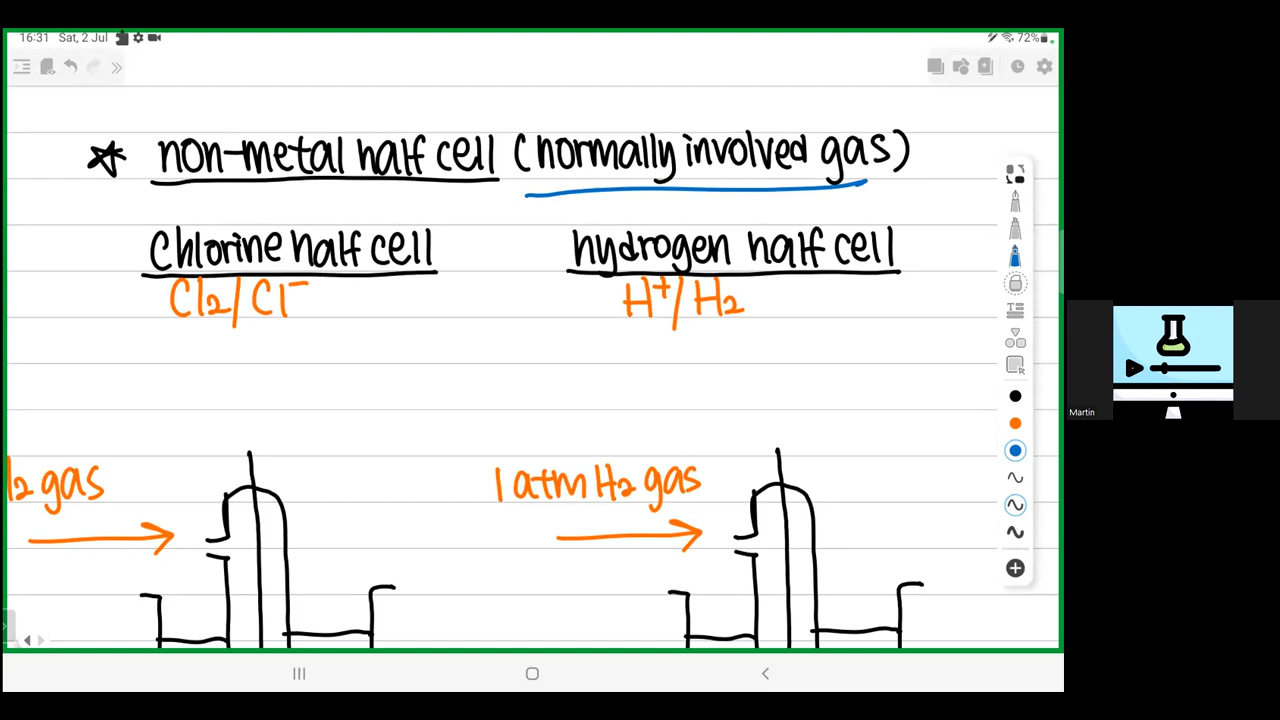 16:31 Sat, 2 Jul
72%
☆ non-metal half cell (normally involved gas)
Chlorine half cell
hydrogen half cell
Cl₂/Cl⁻
H⁺/H₂
l₂ gas
1 atm H₂ gas
Martin